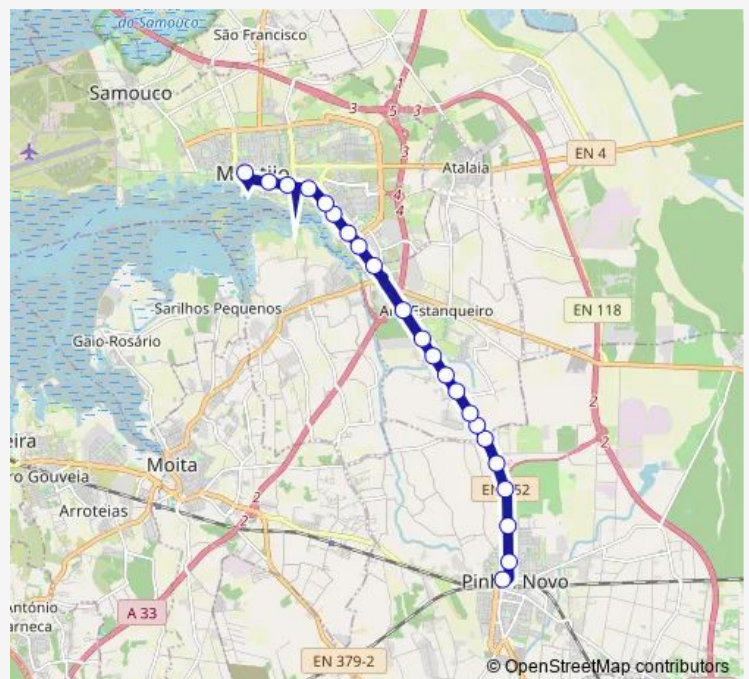 do Samouco
São Francisco
Samouco
1
3
5
3
3
EN 4
Atalaia
4
4
EN 118
Sarilhos Pequenos
Estanqueiro
Gaio-Rosário
2
eira
Moita
ro Gouveia
2
Arroteias
2
52
Novo
António
A 33
arneca
EN 379-2
© OpenStreetMap contributors